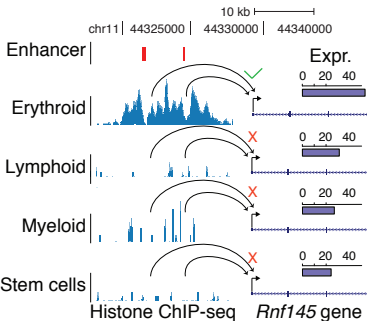 10 kb
chr11 44325000 44330000 44340000
Enhancer
Expr.
0 20 40
Erythroid
X
0 20 40
Lymphoid
X
0 20 40
Myeloid
X
0 20 40
Stem cells
Histone ChIP-seq Rnf145 gene